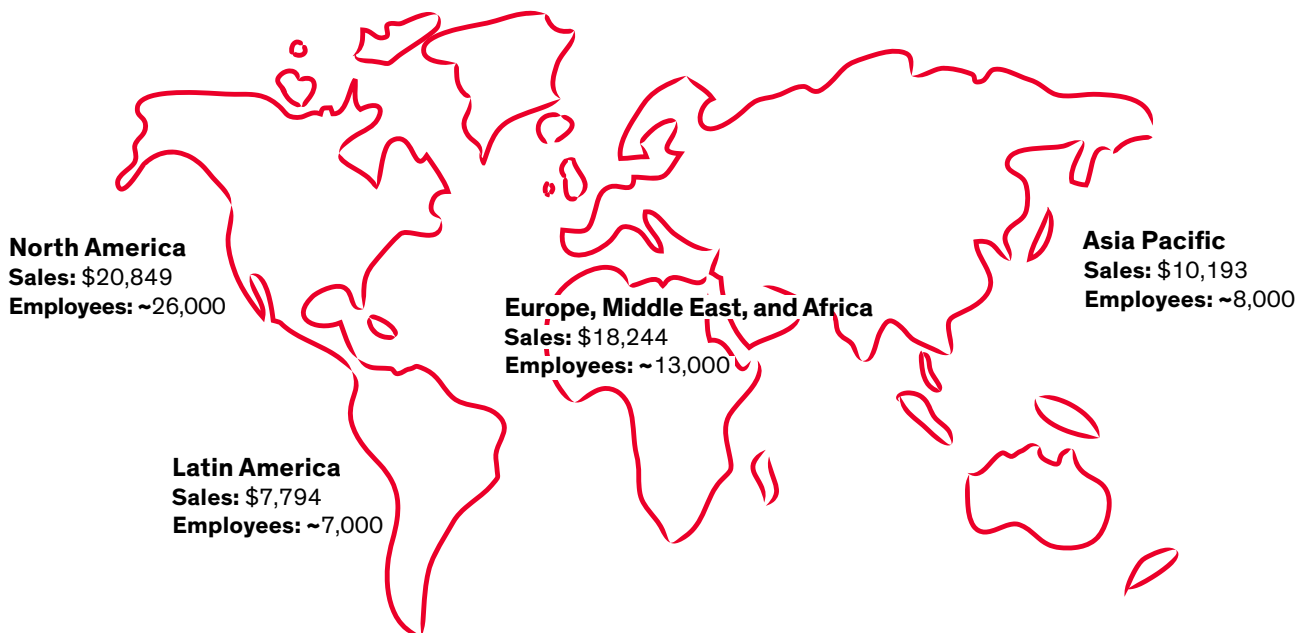 North America
Sales: $20,849
Employees: ~26,000
Europe, Middle East, and Africa
Sales: $18,244
Employees: ~13,000
Asia Pacific
Sales: $10,193
Employees: ~8,000
Latin America
Sales: $7,794
Employees: ~7,000